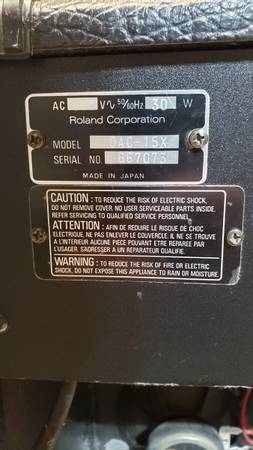 AC V∿ 50/60Hz 30 W
Roland Corporation
MODEL DAC-15X
SERIAL NO. 667073
MADE IN JAPAN
CAUTION : TO REDUCE THE RISK OF ELECTRIC SHOCK,
DO NOT REMOVE COVER. NO USER SERVICEABLE PARTS INSIDE.
REFER SERVICING TO QUALIFIED SERVICE PERSONNEL.
ATTENTION : AFIN DE REDUIRE LE RISQUE DE CHOC
ELECTRIQUE, NE PAS ENLEVER LE COUVERCLE. IL NE SE TROUVE
A L'INTERIEUR AUCUNE PIECE POUVANT ETRE REPAREE PAR
L'USAGER. S'ADRESSER A UN REPARATEUR QUALIFIE.
WARNING : TO REDUCE THE RISK OF FIRE OR ELECTRIC
SHOCK, DO NOT EXPOSE THIS APPLIANCE TO RAIN OR MOISTURE.